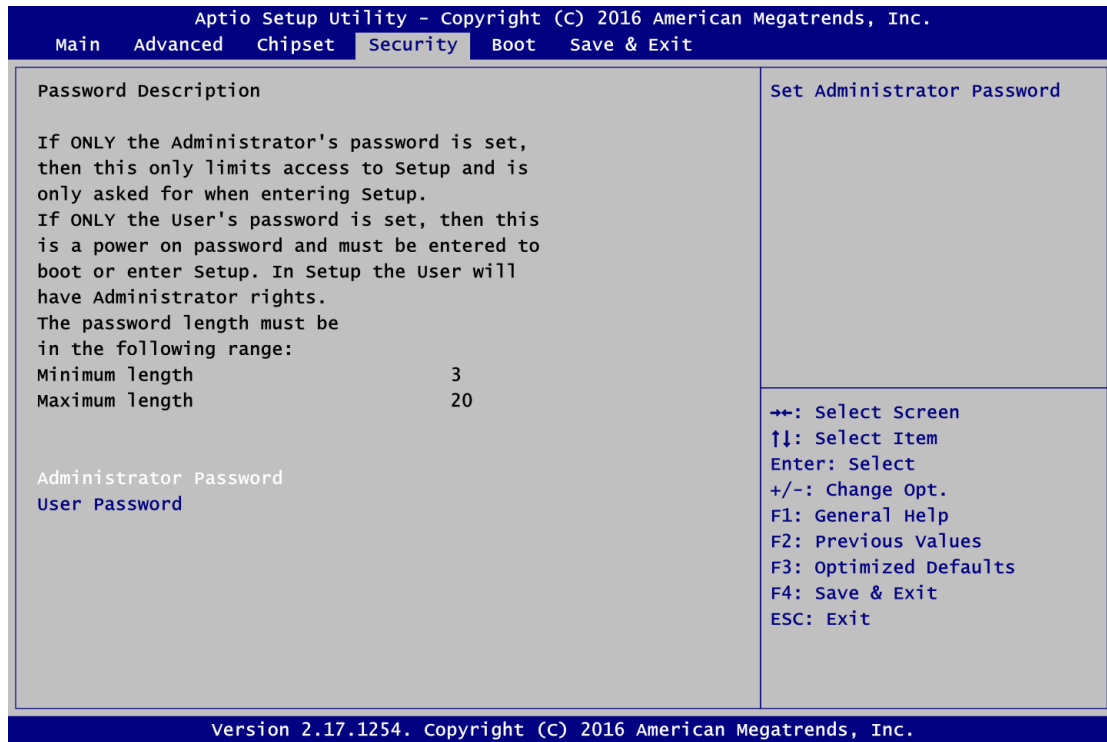 Aptio Setup Utility - Copyright (C) 2016 American Megatrends, Inc.
Main Advanced Chipset Security Boot Save & Exit
Password Description
If ONLY the Administrator's password is set,
then this only limits access to Setup and is
only asked for when entering Setup.
If ONLY the User's password is set, then this
is a power on password and must be entered to
boot or enter Setup. In Setup the User will
have Administrator rights.
The password length must be
in the following range:
Minimum length 3
Maximum length 20
Administrator Password
User Password
Set Administrator Password
→←: Select Screen
↑↓: Select Item
Enter: Select
+/-: Change Opt.
F1: General Help
F2: Previous Values
F3: Optimized Defaults
F4: Save & Exit
ESC: Exit
Version 2.17.1254. Copyright (C) 2016 American Megatrends, Inc.